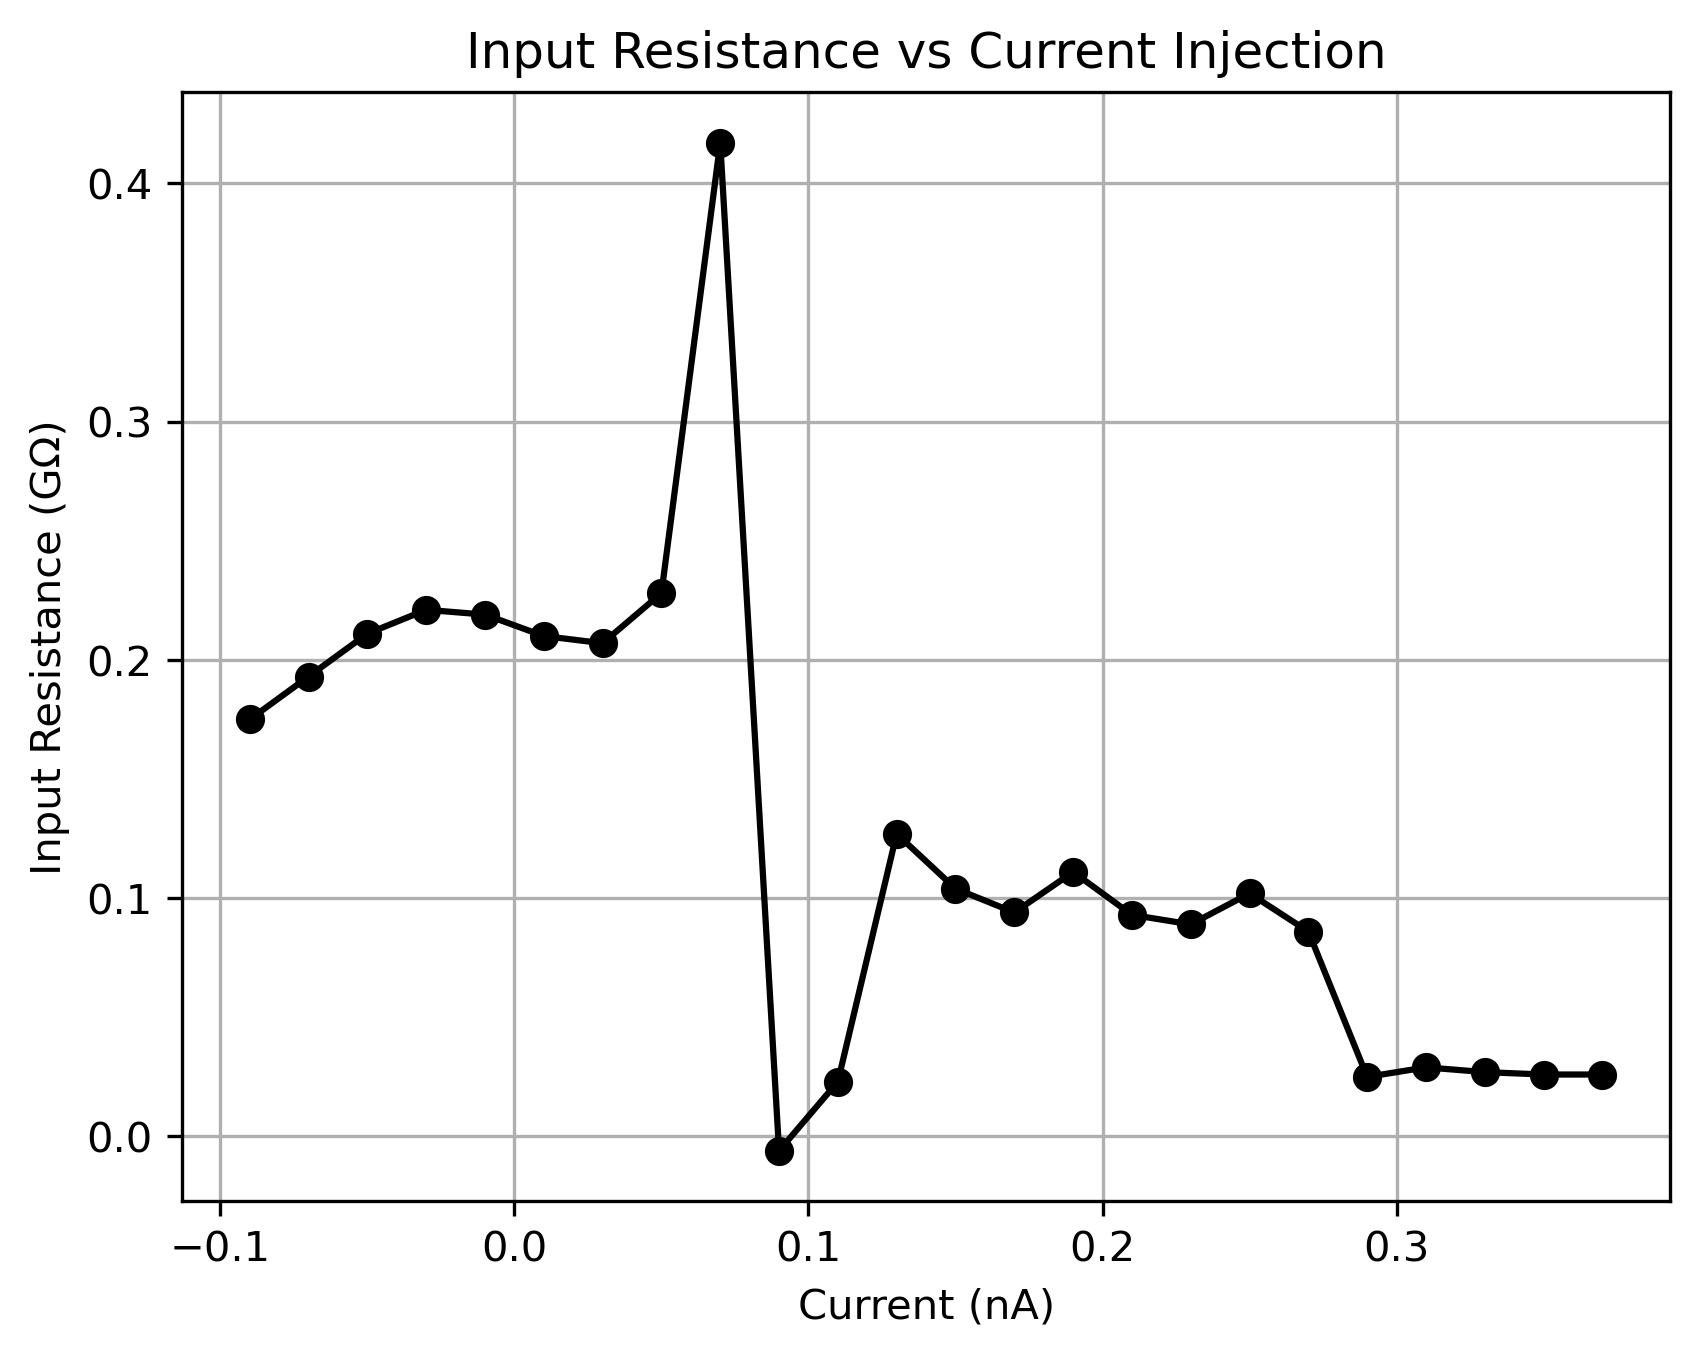 Input Resistance vs Current Injection
Input Resistance (GΩ)
0.4
0.3
0.2
0.1
0.0
−0.1 0.0 0.1 0.2 0.3
Current (nA)